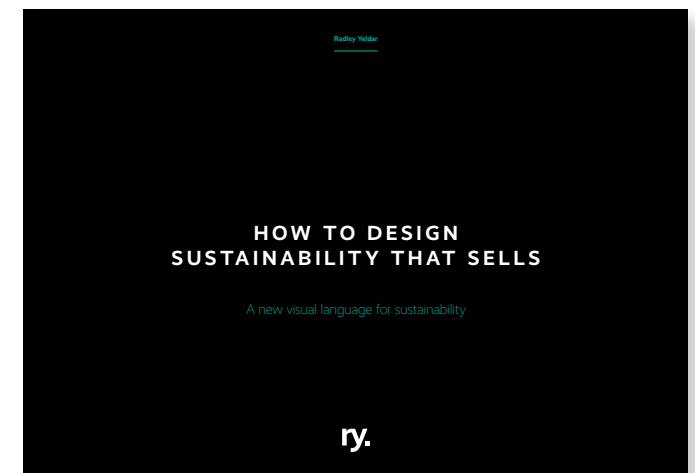 Radley Yeldar
HOW TO DESIGN
SUSTAINABILITY THAT SELLS
A new visual language for sustainability
ry.